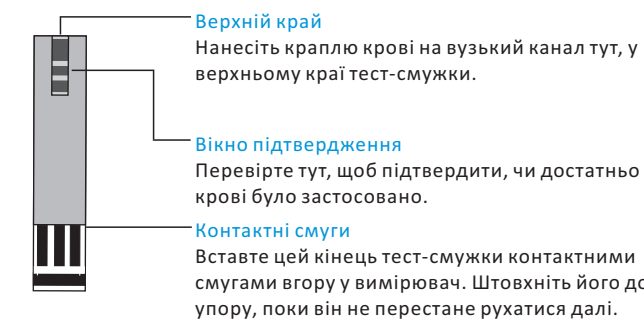 Верхній край
Нанесіть краплю крові на вузький канал тут, у
верхньому краї тест-смужки.
Вікно підтвердження
Перевірте тут, щоб підтвердити, чи достатньо
крові було застосовано.
Контактні смуги
Вставте цей кінець тест-смужки контактними
смугами вгору у вимірювач. Штовхніть його до
упору, поки він не перестане рухатися далі.